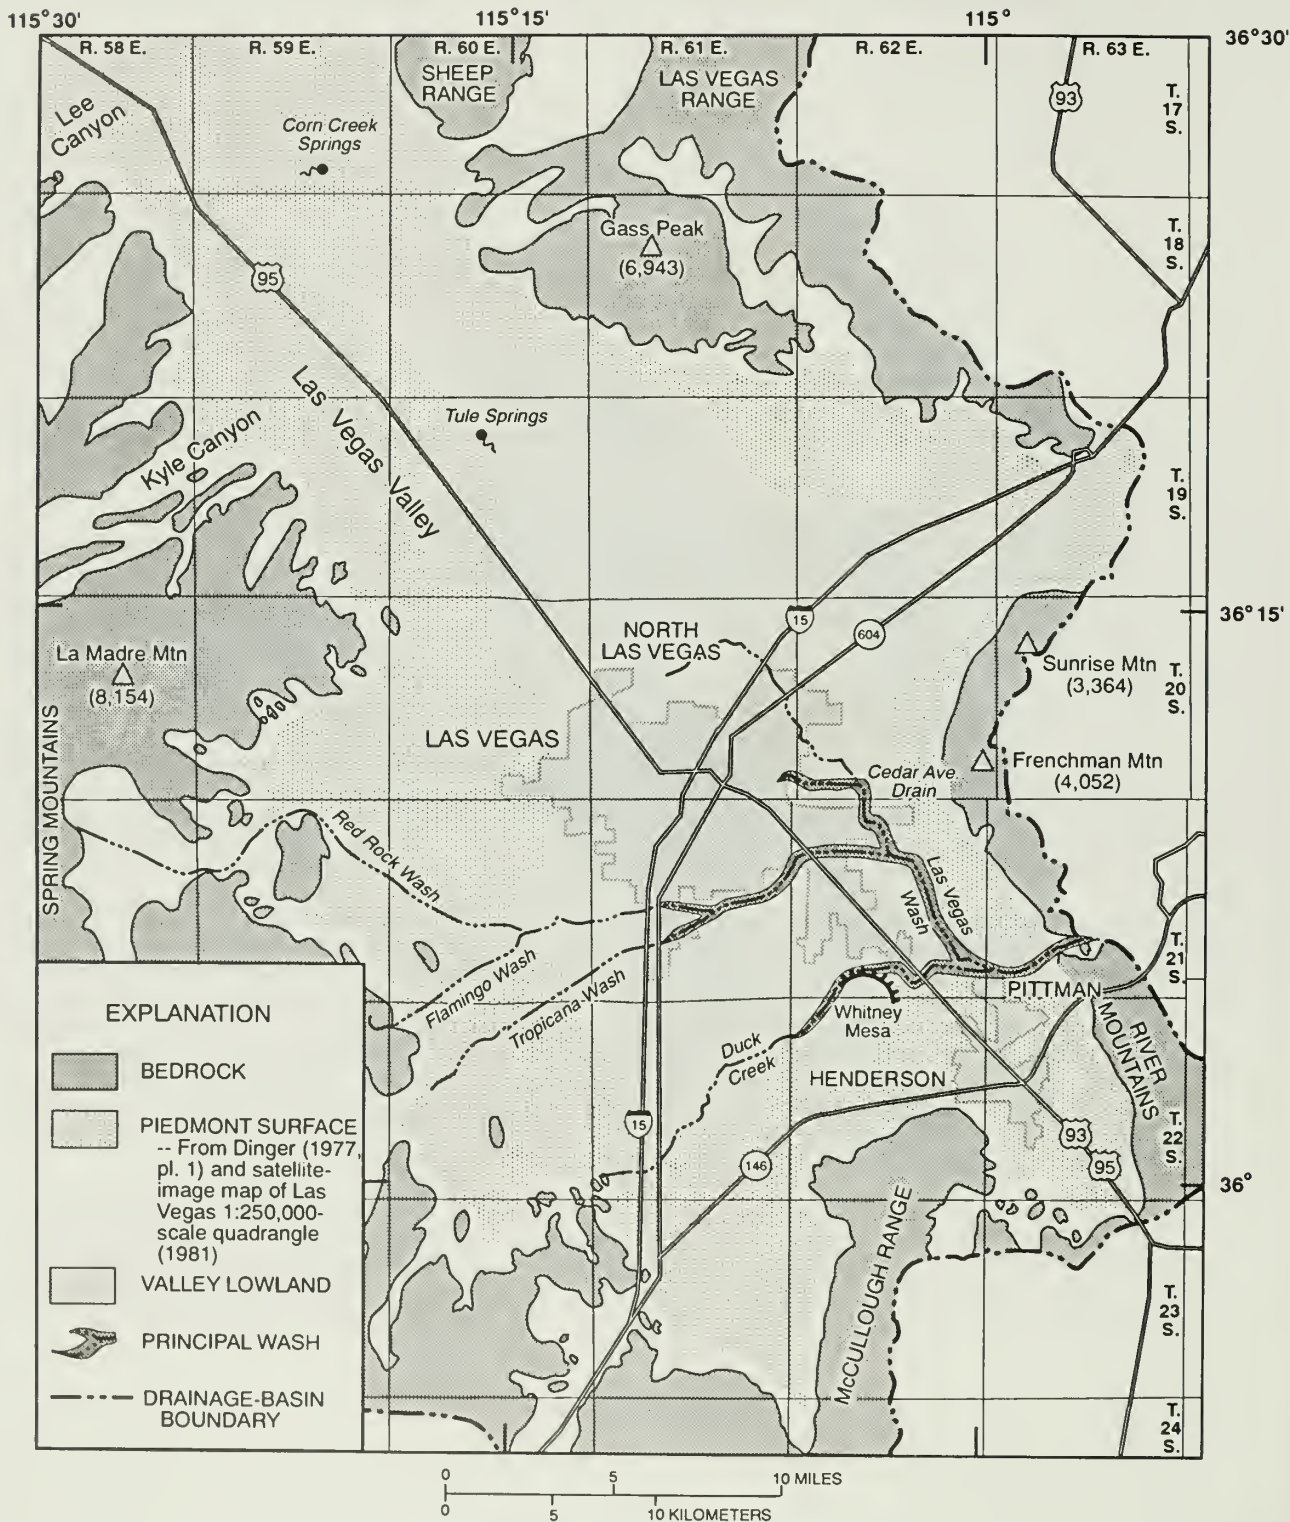 115°30'
115°15'
115°
36°30'
R. 58 E.
R. 59 E.
R. 60 E.
R. 61 E.
R. 62 E.
R. 63 E.
SHEEP
RANGE
LAS VEGAS
RANGE
93
T.
17
S.
Lee
Canyon
Corn Creek
Springs
Gass Peak
(6,943)
T.
18
S.
95
Las Vegas Valley
Tule Springs
Kyle Canyon
T.
19
S.
36°15'
15
604
NORTH
LAS VEGAS
La Madre Mtn
(8,154)
Sunrise Mtn
(3,364)
T.
20
S.
SPRING MOUNTAINS
LAS VEGAS
Frenchman Mtn
(4,052)
Cedar Ave.
Drain
Red Rock Wash
Las Vegas
Wash
Flamingo Wash
Tropicana Wash
T.
21
S.
PITTMAN
Whitney
Mesa
Duck
Creek
HENDERSON
RIVER
MOUNTAINS
15
146
93
95
T.
22
S.
36°
McCULLOUGH RANGE
T.
23
S.
T.
24
S.
EXPLANATION
BEDROCK
PIEDMONT SURFACE
-- From Dinger (1977,
pl. 1) and satellite-
image map of Las
Vegas 1:250,000-
scale quadrangle
(1981)
VALLEY LOWLAND
PRINCIPAL WASH
DRAINAGE-BASIN
BOUNDARY
0 5 10 MILES
0 5 10 KILOMETERS